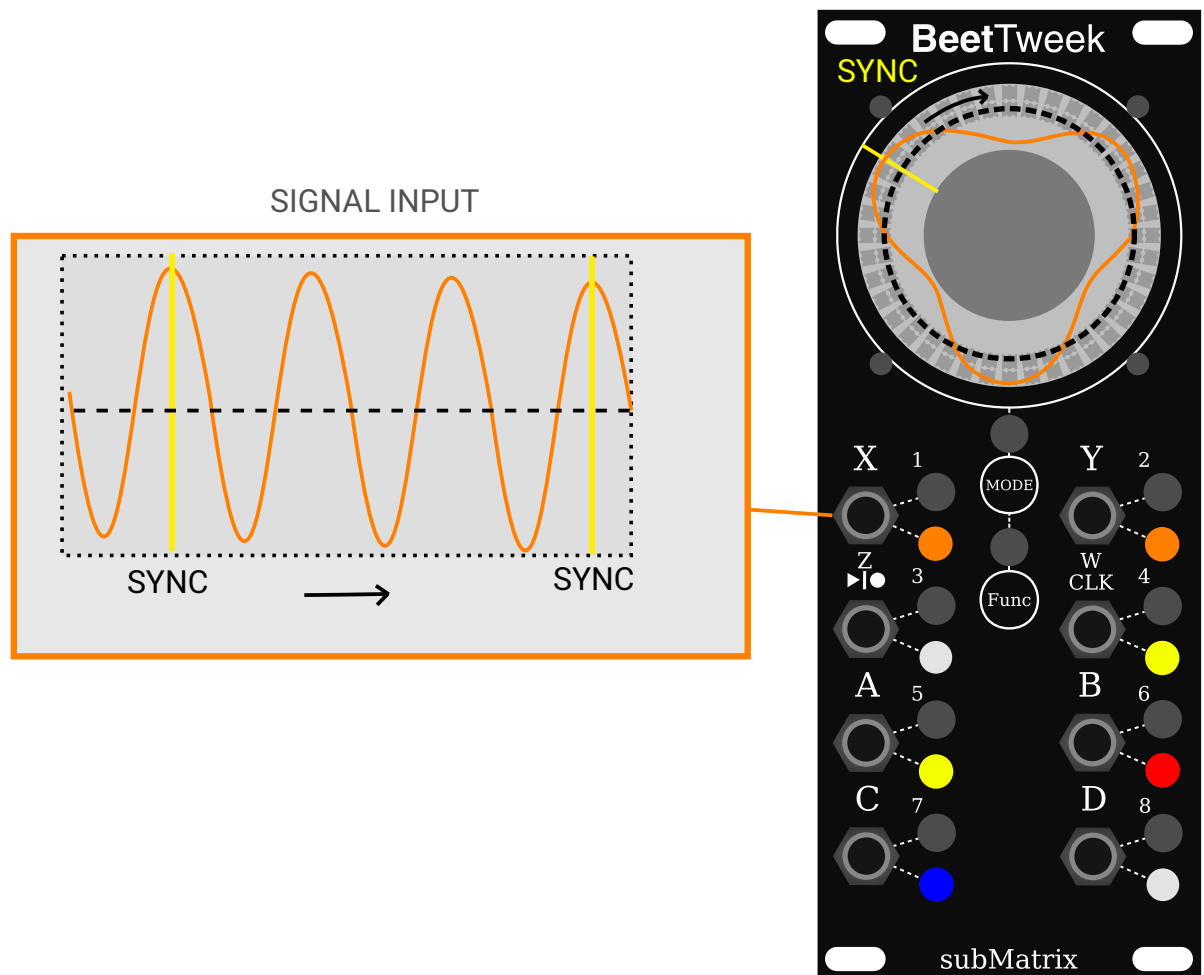 BeetTweek
SYNC
SIGNAL INPUT
SYNC
SYNC
X
1
Y
2
MODE
Z
3
W
CLK
4
Func
A
5
B
6
C
7
D
8
subMatrix